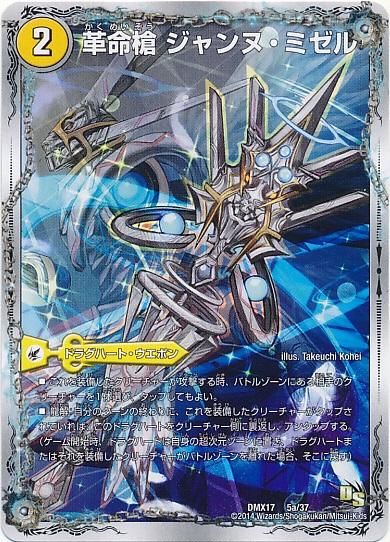 2
かくめいそう
革命槍 ジャンヌ・ミゼル
ドラグハート・ウエポン
illus. Takeuchi Kohei
■これを装備したクリーチャーが攻撃する時、バトルゾーンにある相手のク
リーチャーを1体選び、タップしてもよい。
■龍解:自分のターンの終わりに、これを装備したクリーチャーがタップさ
れていれば、このドラグハートをクリーチャー側に裏返し、アンタップする。
(ゲーム開始時、ドラグハートは自身の超次元ゾーンに置き、ドラグハートま
たはそれを装備したクリーチャーがバトルゾーンを離れた場合、そこに戻す)
DS
DMX17 5a/37
©2014 Wizards/Shogakukan/Mitsui-Kids